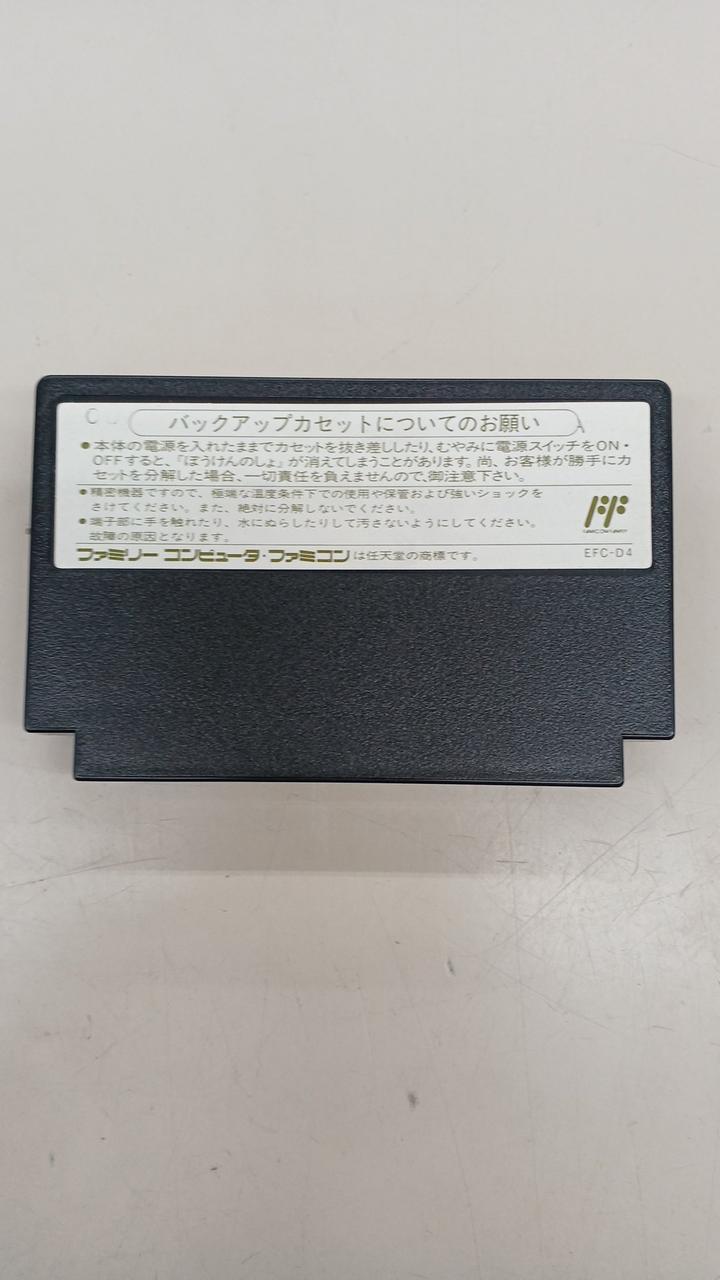 バックアップカセットについてのお願い
●本体の電源を入れたままでカセットを抜き差ししたり、むやみに電源スイッチをON・
OFFすると、「ぼうけんのしょ」が消えてしまうことがあります。尚、お客様が勝手にカ
セットを分解した場合、一切責任を負えませんので、御注意下さい。
●精密機器ですので、極端な温度条件下での使用や保管および強いショックを
さけてください。また、絶対に分解しないでください。
●端子部に手を触れたり、水にぬらしたりして汚さないようにしてください。
故障の原因となります。
ファミリー コンピュータ・ファミコンは任天堂の商標です。
FAMICOM FAMILY
EFC-D4